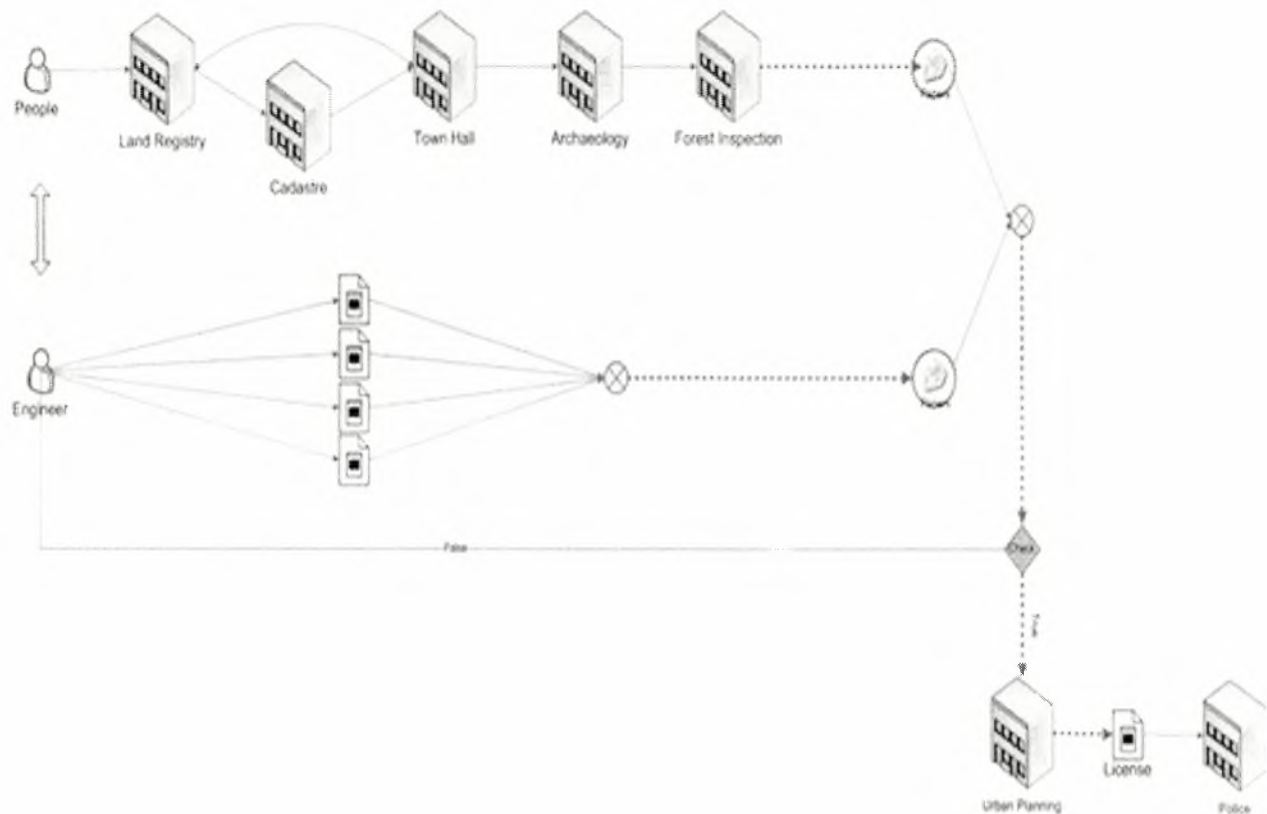 People
Land Registry
Cadastre
Town Hall
Archaeology
Forest Inspection
Engineer
False
Check
True
Urban Planning
License
Police